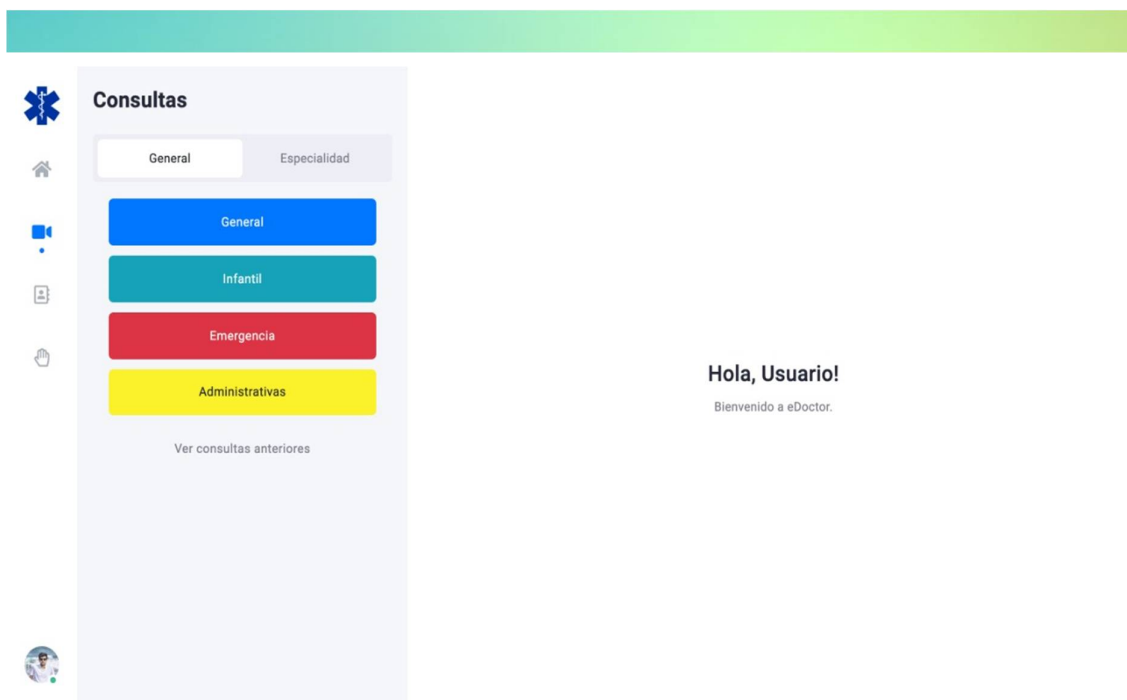 Consultas
General
Especialidad
General
Infantil
Emergencia
Administrativas
Ver consultas anteriores
Hola, Usuario!
Bienvenido a eDoctor.